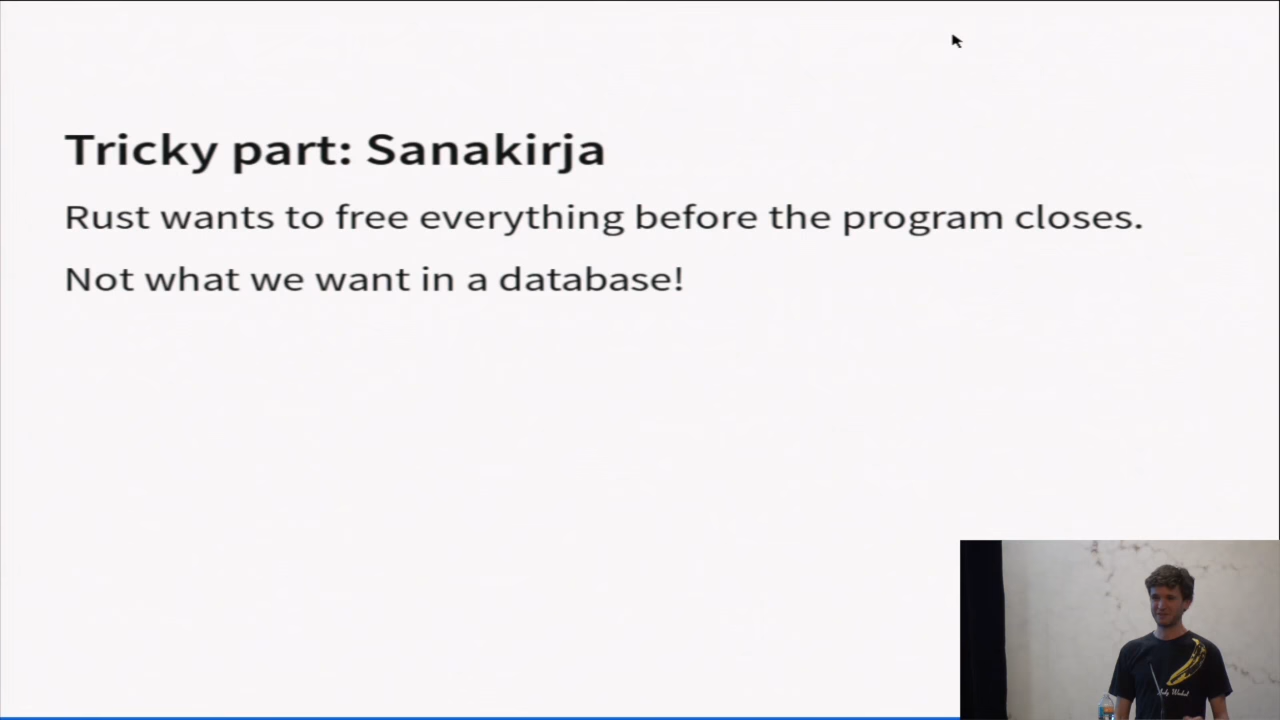 Tricky part: Sanakirja
Rust wants to free everything before the program closes.
Not what we want in a database!